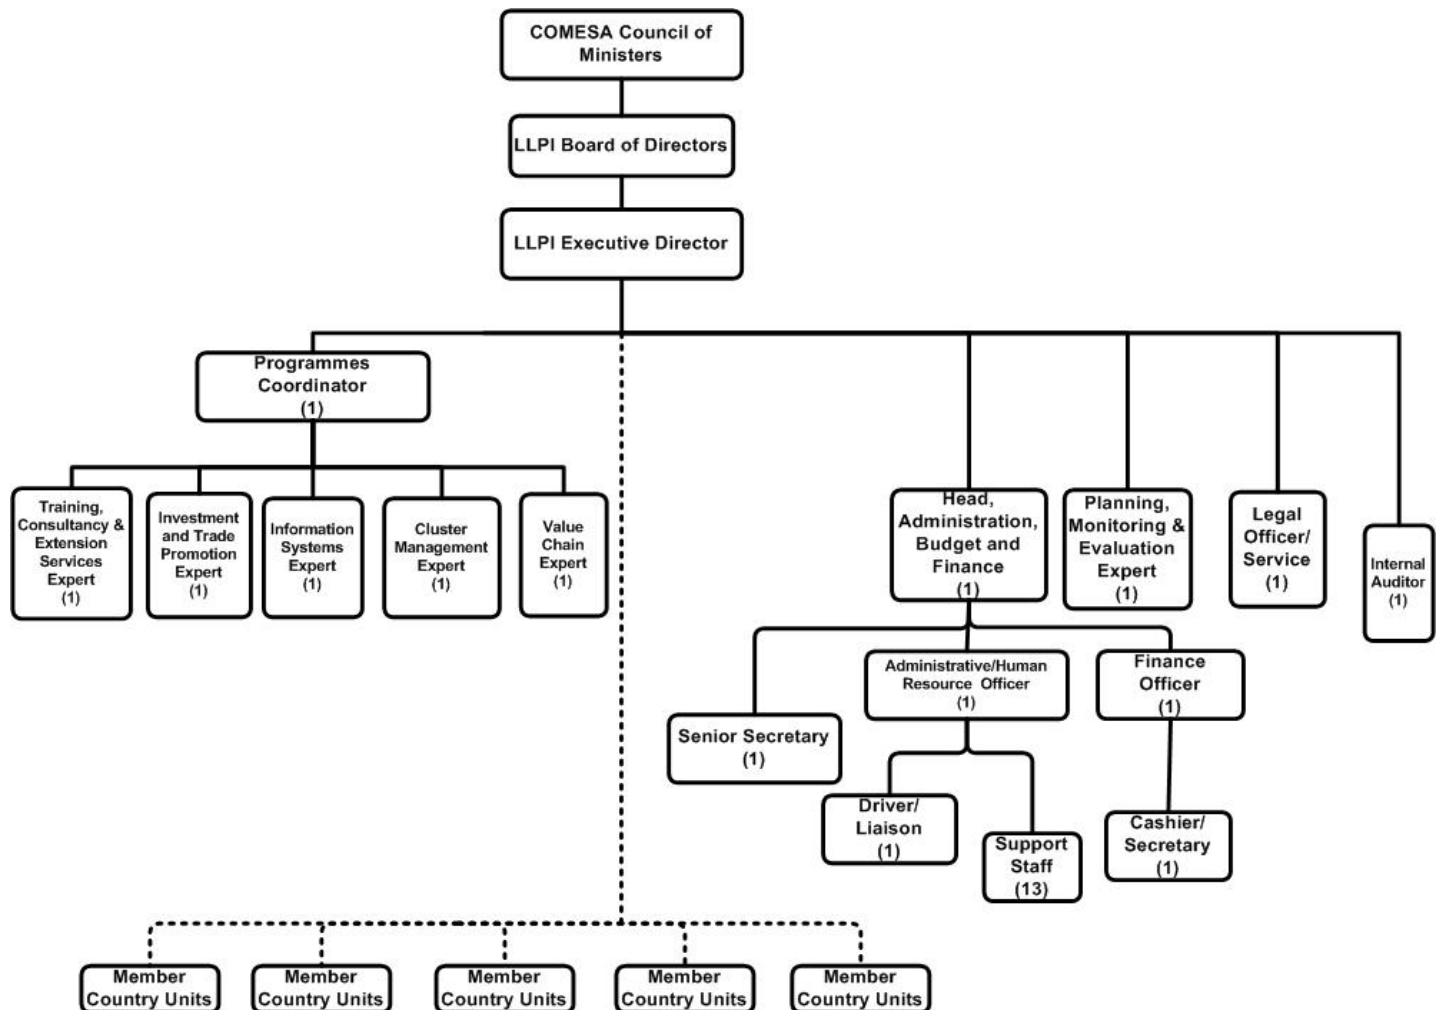 COMESA Council of
Ministers
LLPI Board of Directors
LLPI Executive Director
Programmes
Coordinator
(1)
Training,
Consultancy &
Extension
Services
Expert
(1)
Investment
and Trade
Promotion
Expert
(1)
Information
Systems
Expert
(1)
Cluster
Management
Expert
(1)
Value
Chain
Expert
(1)
Head,
Administration,
Budget and
Finance
(1)
Planning,
Monitoring &
Evaluation
Expert
(1)
Legal
Officer/
Service
(1)
Internal
Auditor
(1)
Senior Secretary
(1)
Administrative/Human
Resource Officer
(1)
Finance
Officer
(1)
Driver/
Liaison
(1)
Support
Staff
(13)
Cashier/
Secretary
(1)
Member
Country Units
Member
Country Units
Member
Country Units
Member
Country Units
Member
Country Units